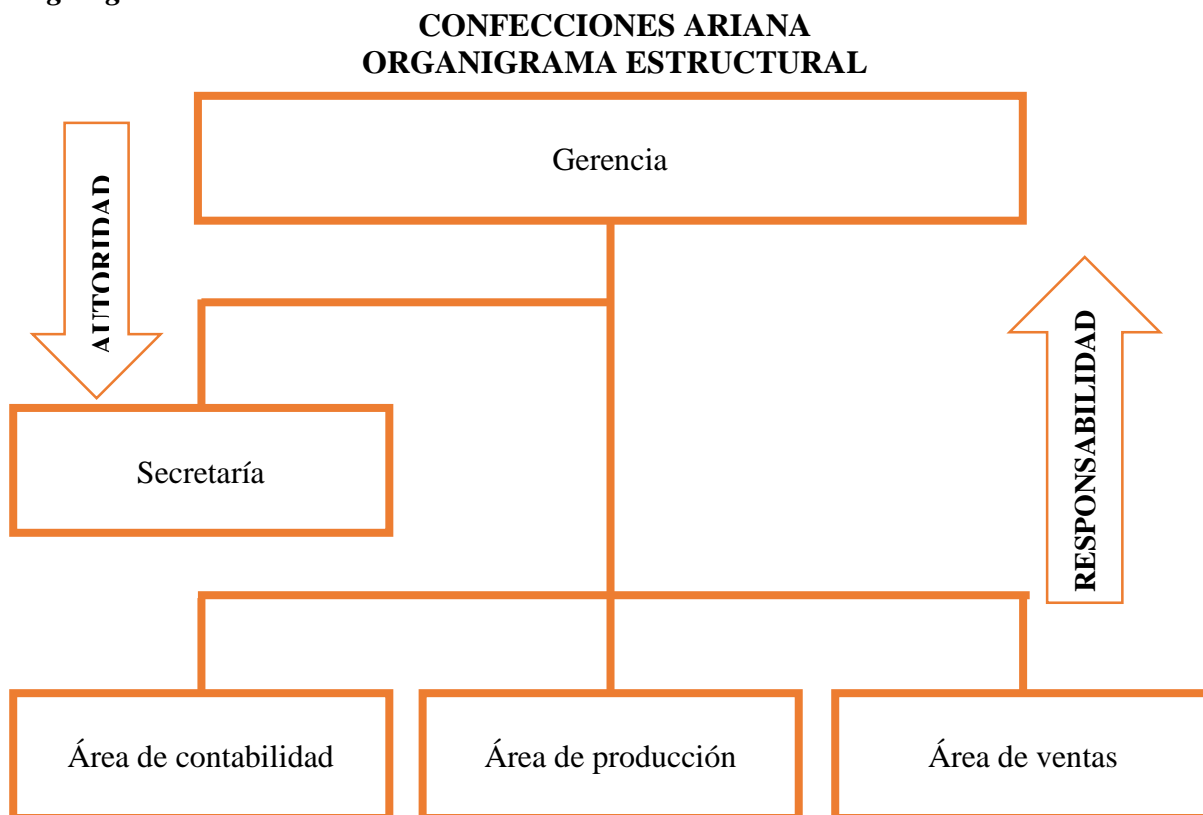 CONFECCIONES ARIANA
ORGANIGRAMA ESTRUCTURAL
Gerencia
AUTORIDAD
RESPONSABILIDAD
Secretaría
Área de contabilidad
Área de producción
Área de ventas